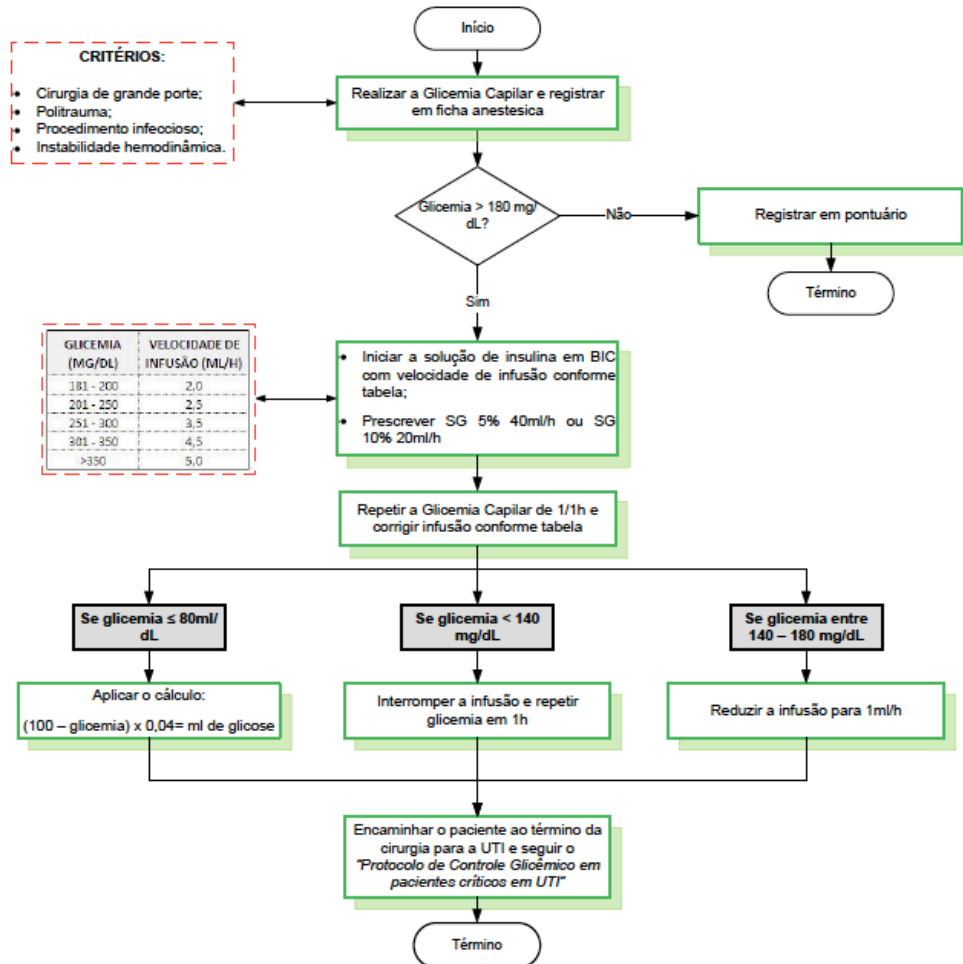 Início
CRITÉRIOS:
• Cirurgia de grande porte;
• Politrauma;
• Procedimento infeccioso;
• Instabilidade hemodinâmica.
Realizar a Glicemia Capilar e registrar
em ficha anestesica
Glicemia > 180 mg/
dL?
Não
Registrar em pontuário
Término
Sim
GLICEMIA VELOCIDADE DE
(MG/DL) INFUSÃO (ML/H)
181 - 200 2,0
201 - 250 2,5
251 - 300 3,5
301 - 350 4,5
>350 5,0
• Iniciar a solução de insulina em BIC
com velocidade de infusão conforme
tabela;
• Prescrever SG 5% 40ml/h ou SG
10% 20ml/h
Repetir a Glicemia Capilar de 1/1h e
corrigir infusão conforme tabela
Se glicemia ≤ 80ml/
dL
Se glicemia < 140
mg/dL
Se glicemia entre
140 – 180 mg/dL
Aplicar o cálculo:
(100 – glicemia) x 0,04= ml de glicose
Interromper a infusão e repetir
glicemia em 1h
Reduzir a infusão para 1ml/h
Encaminhar o paciente ao término da
cirurgia para a UTI e seguir o
"Protocolo de Controle Glicêmico em
pacientes críticos em UTI"
Término